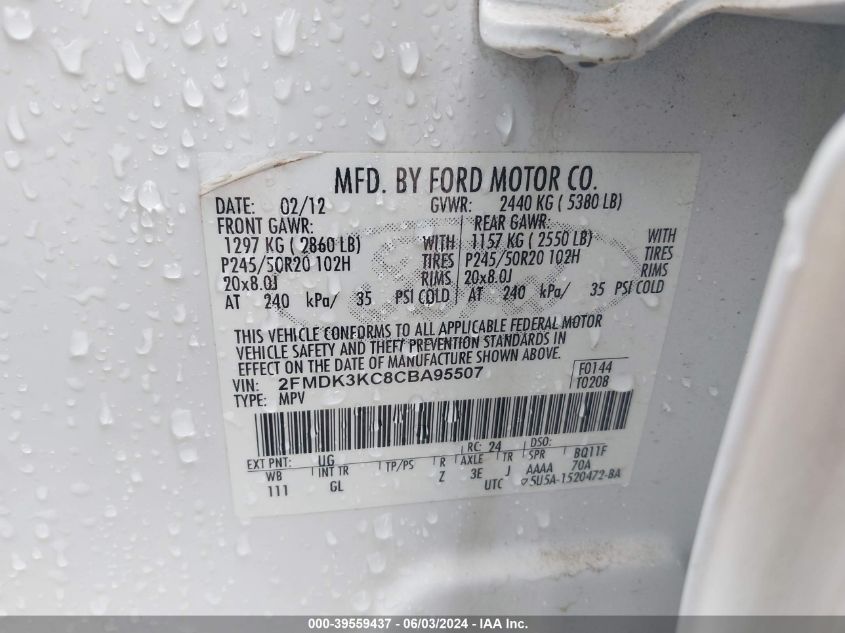 MFD. BY FORD MOTOR CO.
DATE: 02/12 GVWR: 2440 KG ( 5380 LB)
FRONT GAWR: REAR GAWR:
1297 KG ( 2860 LB) WITH 1157 KG ( 2550 LB) WITH
P245/50R20 102H TIRES P245/50R20 102H TIRES
20x8.0J RIMS 20x8.0J RIMS
AT 240 kPa/ 35 PSI COLD AT 240 kPa/ 35 PSI COLD
THIS VEHICLE CONFORMS TO ALL APPLICABLE FEDERAL MOTOR
VEHICLE SAFETY AND THEFT PREVENTION STANDARDS IN
EFFECT ON THE DATE OF MANUFACTURE SHOWN ABOVE.
VIN: 2FMDK3KC8CBA95507 F0144
TYPE: MPV T0208
EXT PNT: UG RC: 24 DSO:
WB INT TR TP/PS R AXLE TR SPR BQ11F
111 GL Z 3E J AAAA 70A
UTC 5U5A-1520472-BA
000-39559437 - 06/03/2024 - IAA Inc.